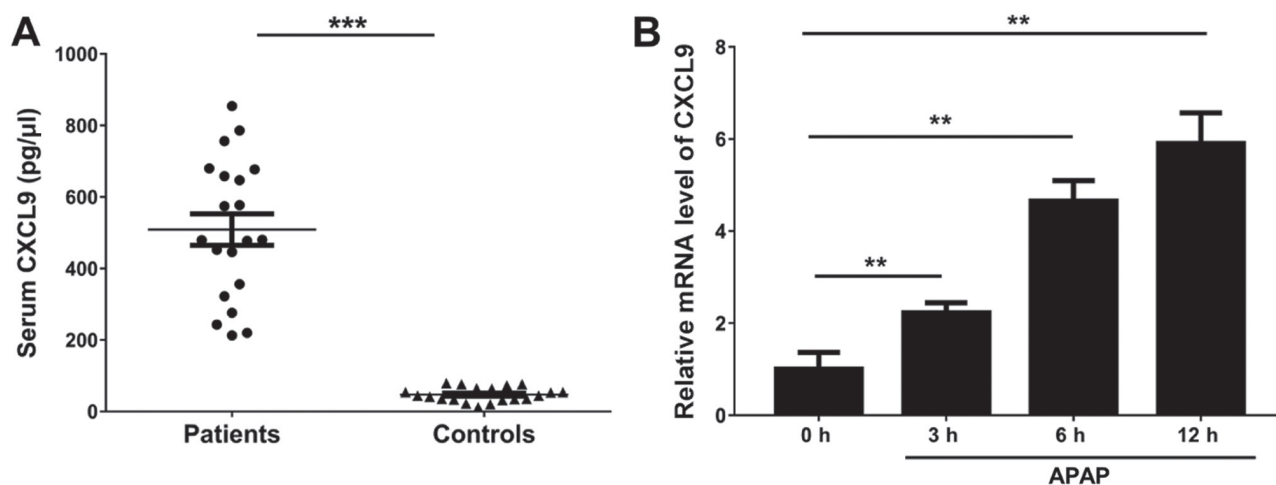 A
***
1000
800
600
400
200
0
Serum CXCL9 (pg/μl)
Patients
Controls
B
**
**
**
8
6
4
2
0
Relative mRNA level of CXCL9
0 h
3 h
6 h
12 h
APAP